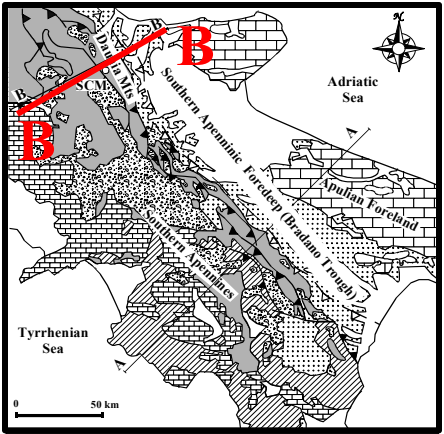 N
B
B
B
B
Daunia Mts
SCM
Adriatic
Sea
A
Southern Apenninic Foredeep (Bradano Trough)
Apulian Foreland
Southern Apennines
Tyrrhenian
Sea
A
0 50 km